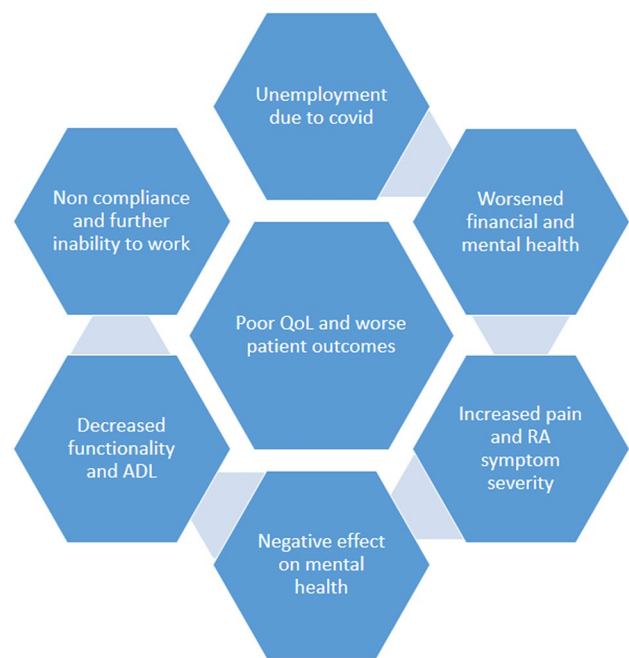 Unemployment
due to covid
Worsened
financial and
mental health
Increased pain
and RA
symptom
severity
Negative effect
on mental
health
Decreased
functionality
and ADL
Non compliance
and further
inability to work
Poor QoL and worse
patient outcomes